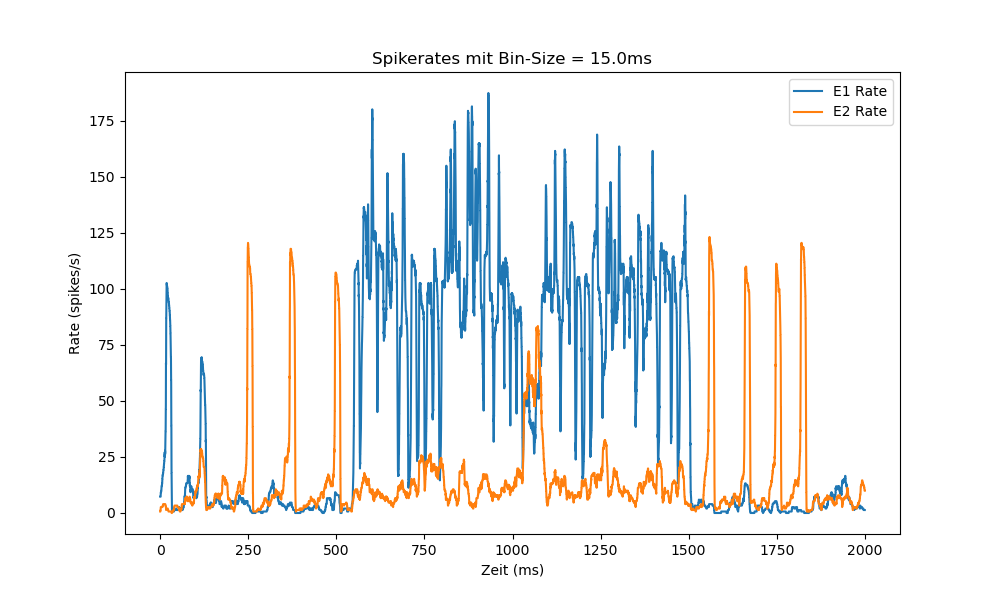 Spikerates mit Bin-Size = 15.0ms
E1 Rate
E2 Rate
Rate (spikes/s)
175
150
125
100
75
50
25
0
0 250 500 750 1000 1250 1500 1750 2000
Zeit (ms)